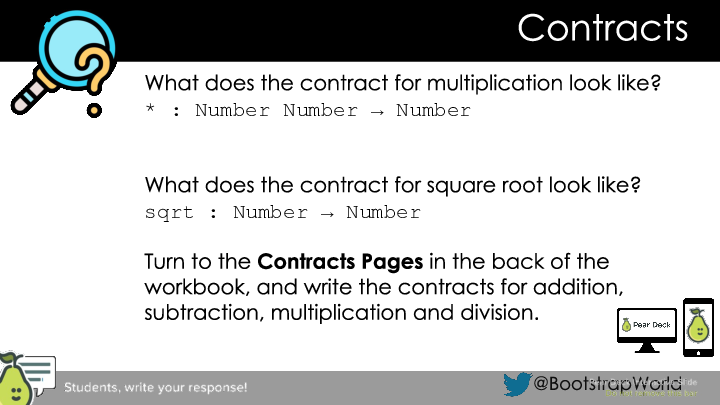 Contracts
What does the contract for multiplication look like?
* : Number Number → Number
What does the contract for square root look like?
sqrt : Number → Number
Turn to the Contracts Pages in the back of the
workbook, and write the contracts for addition,
subtraction, multiplication and division.
Pear Deck
Students, write your response!
@BootstrapWorld